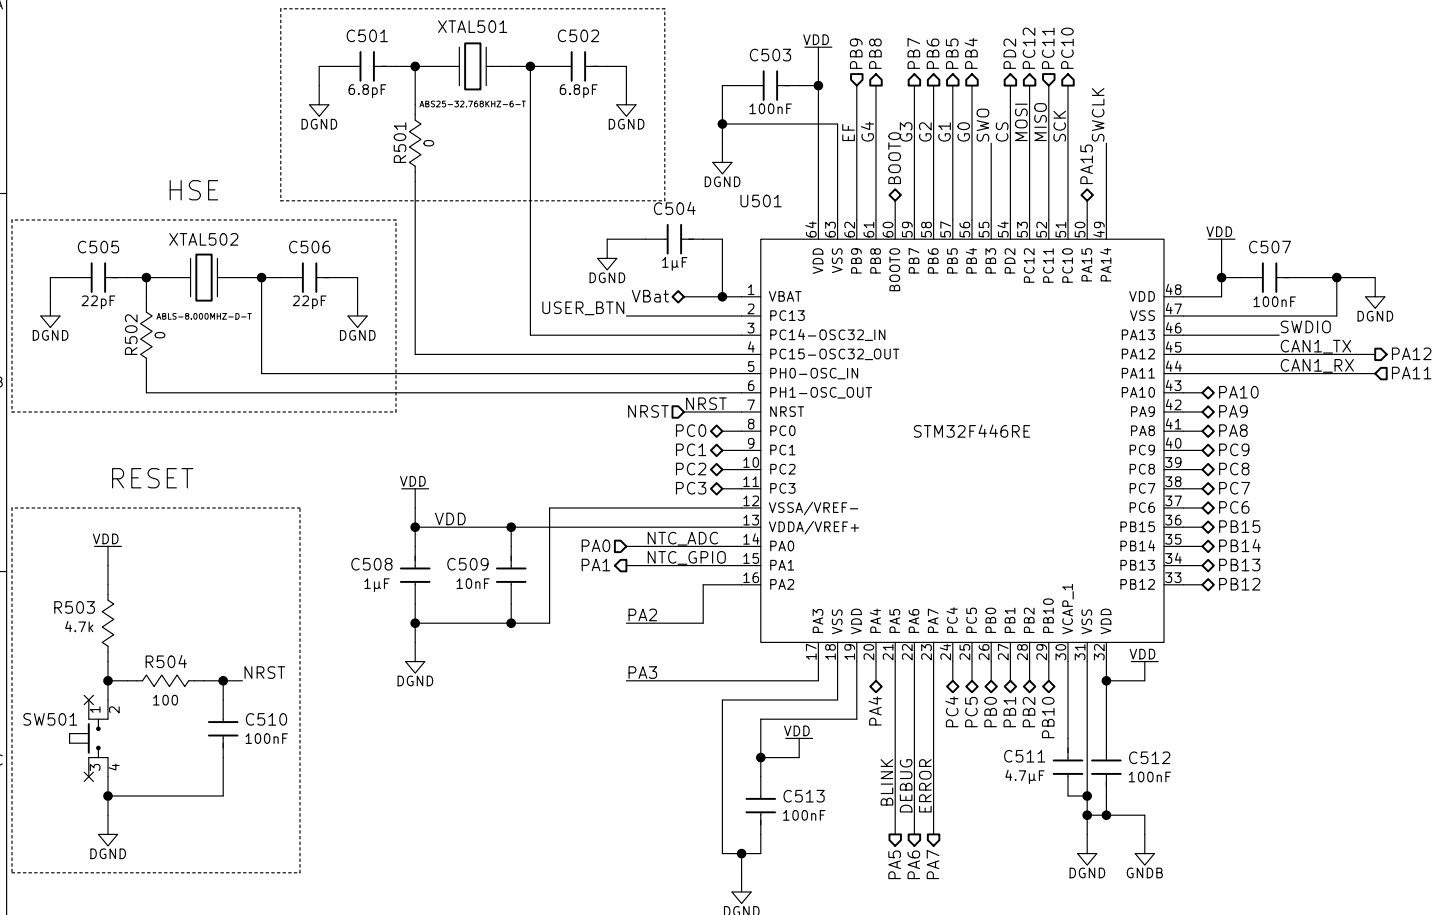 A
XTAL501
C501
C502
6.8pF
6.8pF
ABS25-32.768KHZ-6-T
DGND
DGND
R501
0
HSE
XTAL502
C505
C506
22pF
22pF
ABLS-8.000MHZ-D-T
DGND
DGND
R502
0
B
VDD
C503
100nF
DGND
U501
C504
1µF
DGND
VBat
USER_BTN
NRST
NRST
PC0
PC1
PC2
PC3
VDD
VDD
C508
1µF
C509
10nF
DGND
PA0
NTC_ADC
PA1
NTC_GPIO
PA2
PA3
PB9
PB8
PB7
PB6
PB5
PB4
PD2
PC12
PC11
PC10
EF
G4
BOOT0
G3
G2
G1
G0
SWO
CS
MOSI
MISO
SCK
PA15
SWCLK
64
63
62
61
60
59
58
57
56
55
54
53
52
51
50
49
VDD
VSS
PB9
PB8
BOOT0
PB7
PB6
PB5
PB4
PB3
PD2
PC12
PC11
PC10
PA15
PA14
1 VBAT
2 PC13
3 PC14-OSC32_IN
4 PC15-OSC32_OUT
5 PH0-OSC_IN
6 PH1-OSC_OUT
7 NRST
8 PC0
9 PC1
10 PC2
11 PC3
12 VSSA/VREF-
13 VDDA/VREF+
14 PA0
15 PA1
16 PA2
STM32F446RE
VDD 48
VSS 47
PA13 46 SWDIO
PA12 45 CAN1_TX PA12
PA11 44 CAN1_RX PA11
PA10 43 PA10
PA9 42 PA9
PA8 41 PA8
PC9 40 PC9
PC8 39 PC8
PC7 38 PC7
PC6 37 PC6
PB15 36 PB15
PB14 35 PB14
PB13 34 PB13
PB12 33 PB12
VDD
C507
100nF
DGND
PA3
VSS
VDD
PA4
PA5
PA6
PA7
PC4
PC5
PB0
PB1
PB2
PB10
VCAP_1
VSS
VDD
17
18
19
20
21
22
23
24
25
26
27
28
29
30
31
32
PA4
PC4
PC5
PB0
PB1
PB2
PB10
BLINK
DEBUG
ERROR
PA5
PA6
PA7
VDD
C513
100nF
DGND
VDD
C511
4.7µF
C512
100nF
DGND
GNDB
RESET
VDD
R503
4.7k
R504
100
NRST
SW501
1
2
3
4
C510
100nF
DGND
C